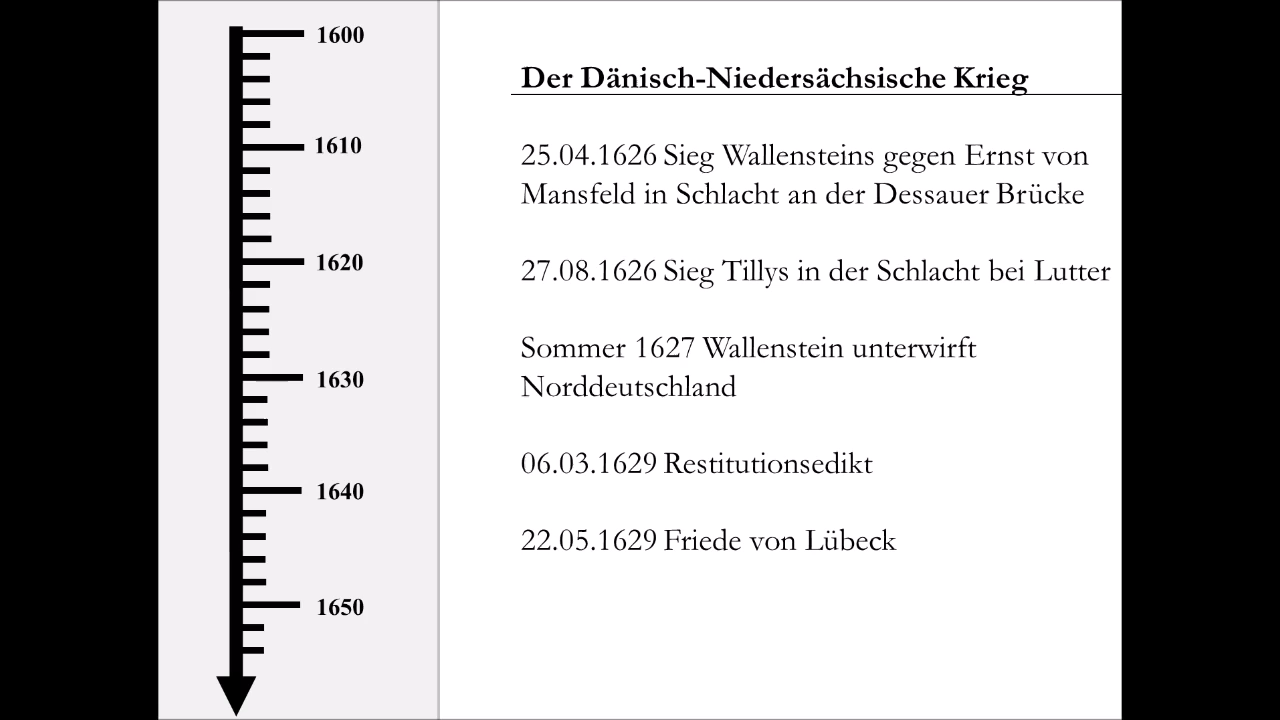 1600
1610
1620
1630
1640
1650
Der Dänisch-Niedersächsische Krieg
25.04.1626 Sieg Wallensteins gegen Ernst von
Mansfeld in Schlacht an der Dessauer Brücke
27.08.1626 Sieg Tillys in der Schlacht bei Lutter
Sommer 1627 Wallenstein unterwirft
Norddeutschland
06.03.1629 Restitutionsedikt
22.05.1629 Friede von Lübeck